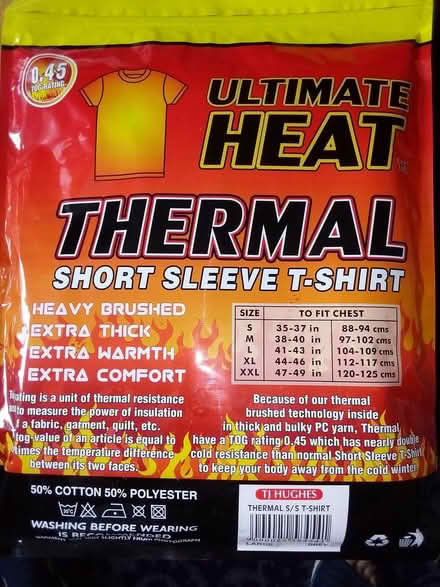 0.45
TOG RATING
ULTIMATE
HEAT
THERMAL
SHORT SLEEVE T-SHIRT
HEAVY BRUSHED
EXTRA THICK
EXTRA WARMTH
EXTRA COMFORT
SIZE TO FIT CHEST
S 35-37 in 88-94 cms
M 38-40 in 97-102 cms
L 41-43 in 104-109 cms
XL 44-46 in 112-117 cms
XXL 47-49 in 120-125 cms
rating is a unit of thermal resistance
to measure the power of insulation
a fabric, garment, quilt, etc.
tog-value of an article is equal to
times the temperature difference
between its two faces.
Because of our thermal
brushed technology inside
in thick and bulky PC yarn, Thermal
have a TOG rating 0.45 which has nearly double
cold resistance than normal Short Sleeve T-Shirt
to keep your body away from the cold winter
50% COTTON 50% POLYESTER
WASHING BEFORE WEARING
IS RECOMMENDED
TJ HUGHES
THERMAL S/S T-SHIRT
LARGE GREY